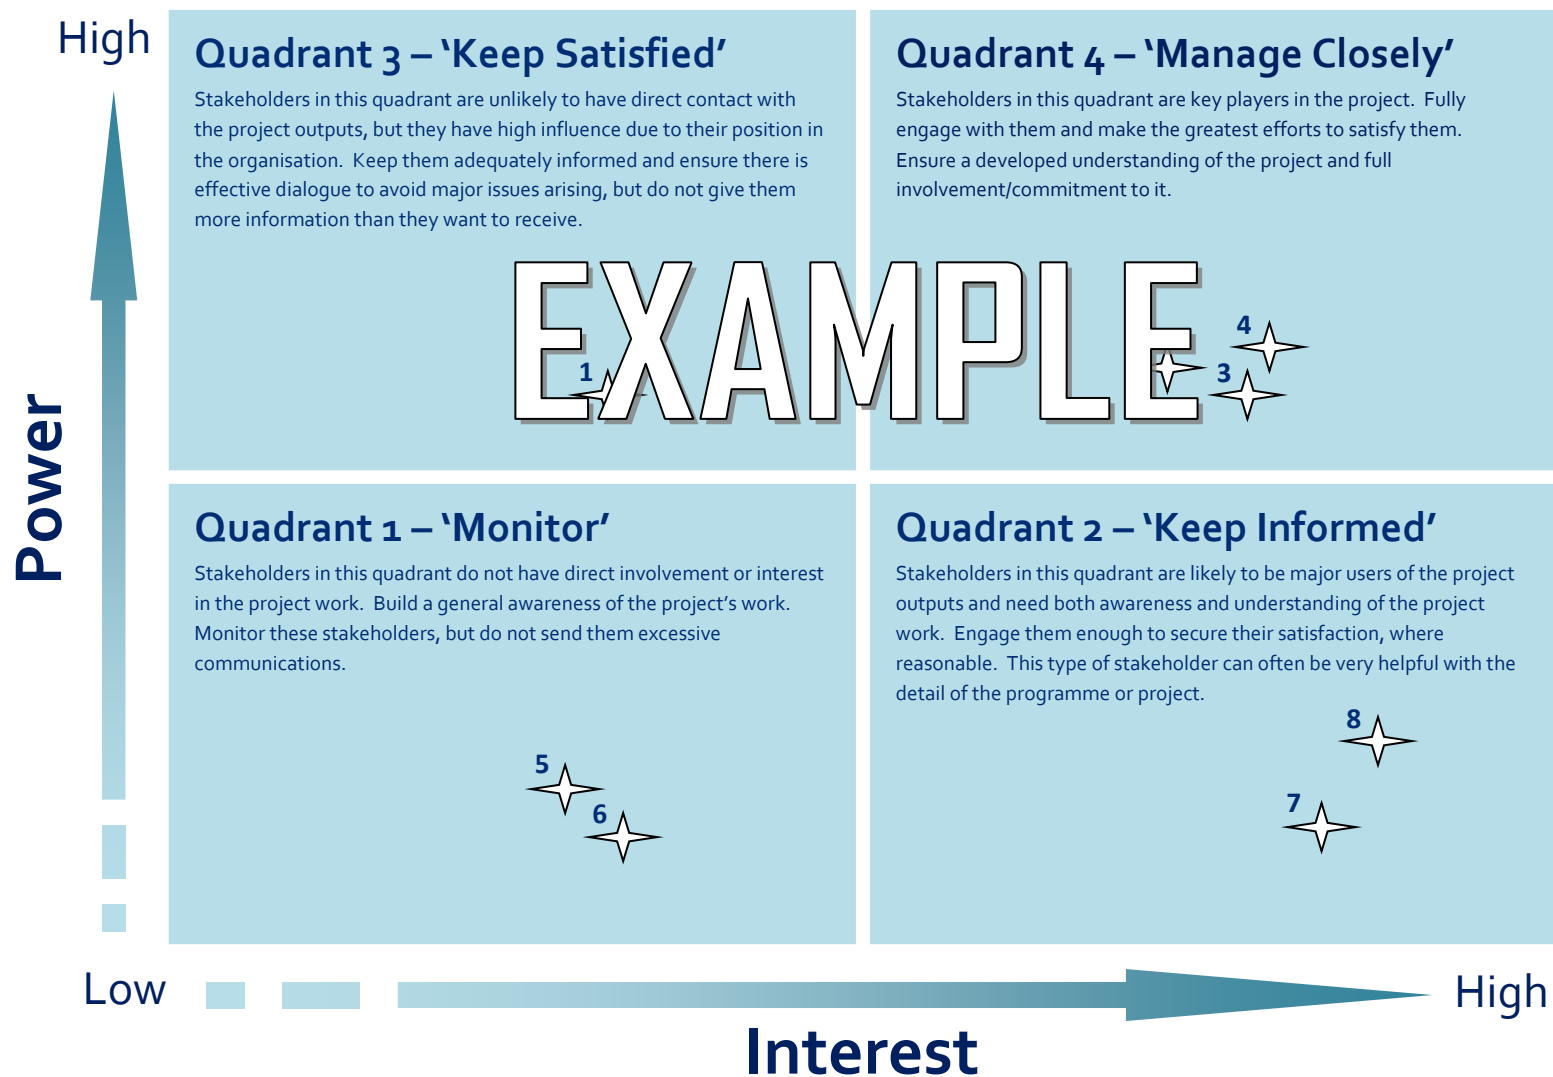 High
Quadrant 3 – ‘Keep Satisfied’
Stakeholders in this quadrant are unlikely to have direct contact with
the project outputs, but they have high influence due to their position in
the organisation.  Keep them adequately informed and ensure there is
effective dialogue to avoid major issues arising, but do not give them
more information than they want to receive.
Quadrant 4 – ‘Manage Closely’
Stakeholders in this quadrant are key players in the project.  Fully
engage with them and make the greatest efforts to satisfy them.
Ensure a developed understanding of the project and full
involvement/commitment to it.
EXAMPLE
1
4
3
Power
Quadrant 1 – ‘Monitor’
Stakeholders in this quadrant do not have direct involvement or interest
in the project work.  Build a general awareness of the project’s work.
Monitor these stakeholders, but do not send them excessive
communications.
5
6
Quadrant 2 – ‘Keep Informed’
Stakeholders in this quadrant are likely to be major users of the project
outputs and need both awareness and understanding of the project
work.  Engage them enough to secure their satisfaction, where
reasonable.  This type of stakeholder can often be very helpful with the
detail of the programme or project.
8
7
Low
High
Interest